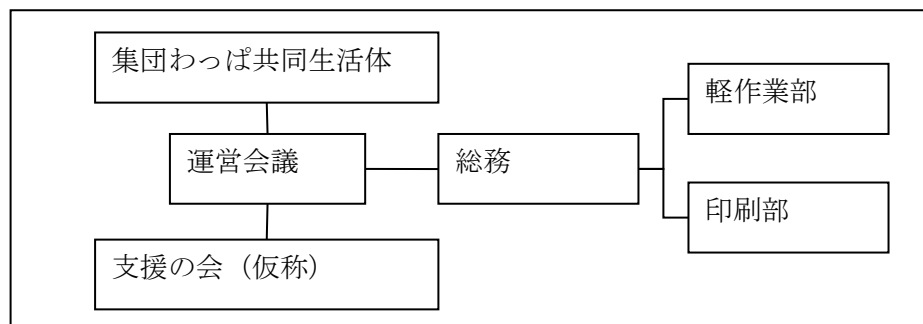 集団わっぱ共同生活体
軽作業部
運営会議
総務
印刷部
支援の会（仮称）